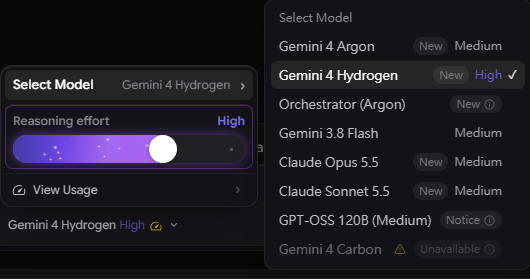 Select Model
Gemini 4 Hydrogen
Reasoning effort
High
View Usage
Gemini 4 Hydrogen High
Select Model
Gemini 4 Argon New Medium
Gemini 4 Hydrogen New High
Orchestrator (Argon) New
Gemini 3.8 Flash Medium
Claude Opus 5.5 New Medium
Claude Sonnet 5.5 New Medium
GPT-OSS 120B (Medium) Notice
Gemini 4 Carbon Unavailable